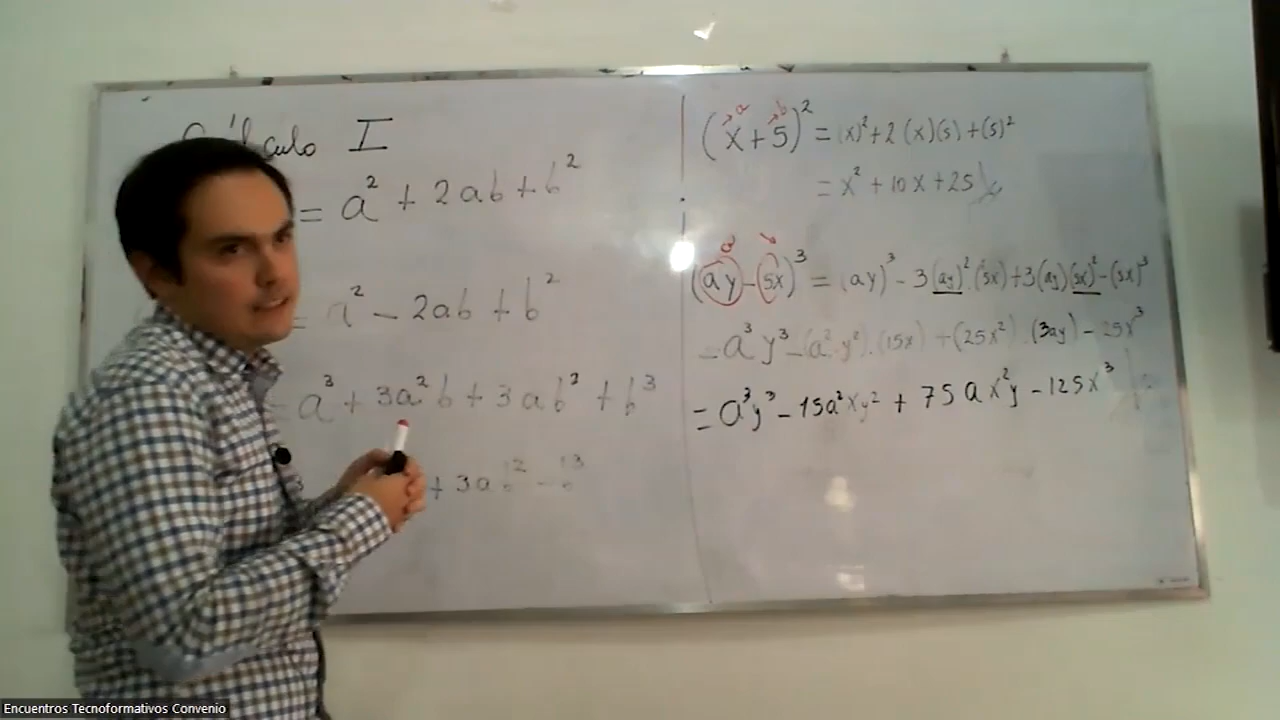 Cálculo I
= a² + 2ab + b²
= a² - 2ab + b²
= a³ + 3a²b + 3ab² + b³
+ 3ab² - b³
(x+5)² = (x)² + 2(x)(5) + (5)²
= x² + 10x + 25
a b
(ay - 5x)³ = (ay)³ - 3(ay)²(5x) + 3(ay)(5x)² - (5x)³
= a³y³ - (a²·y²)·(15x) + (25x²)·(3ay) - 25x³
= a³y³ - 15a²xy² + 75ax²y - 125x³
Encuentros Tecnoformativos Convenio